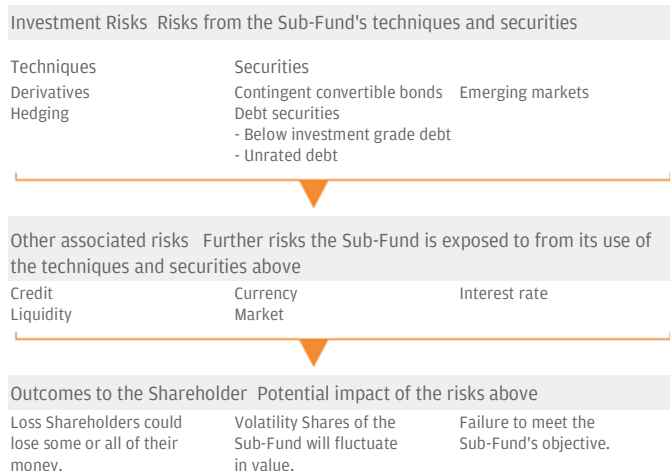 Investment Risks  Risks from the Sub-Fund's techniques and securities
Techniques
Derivatives
Hedging
Securities
Contingent convertible bonds
Debt securities
- Below investment grade debt
- Unrated debt
Emerging markets
Other associated risks  Further risks the Sub-Fund is exposed to from its use of
the techniques and securities above
Credit
Liquidity
Currency
Market
Interest rate
Outcomes to the Shareholder  Potential impact of the risks above
Loss Shareholders could
lose some or all of their
money.
Volatility Shares of the
Sub-Fund will fluctuate
in value.
Failure to meet the
Sub-Fund's objective.